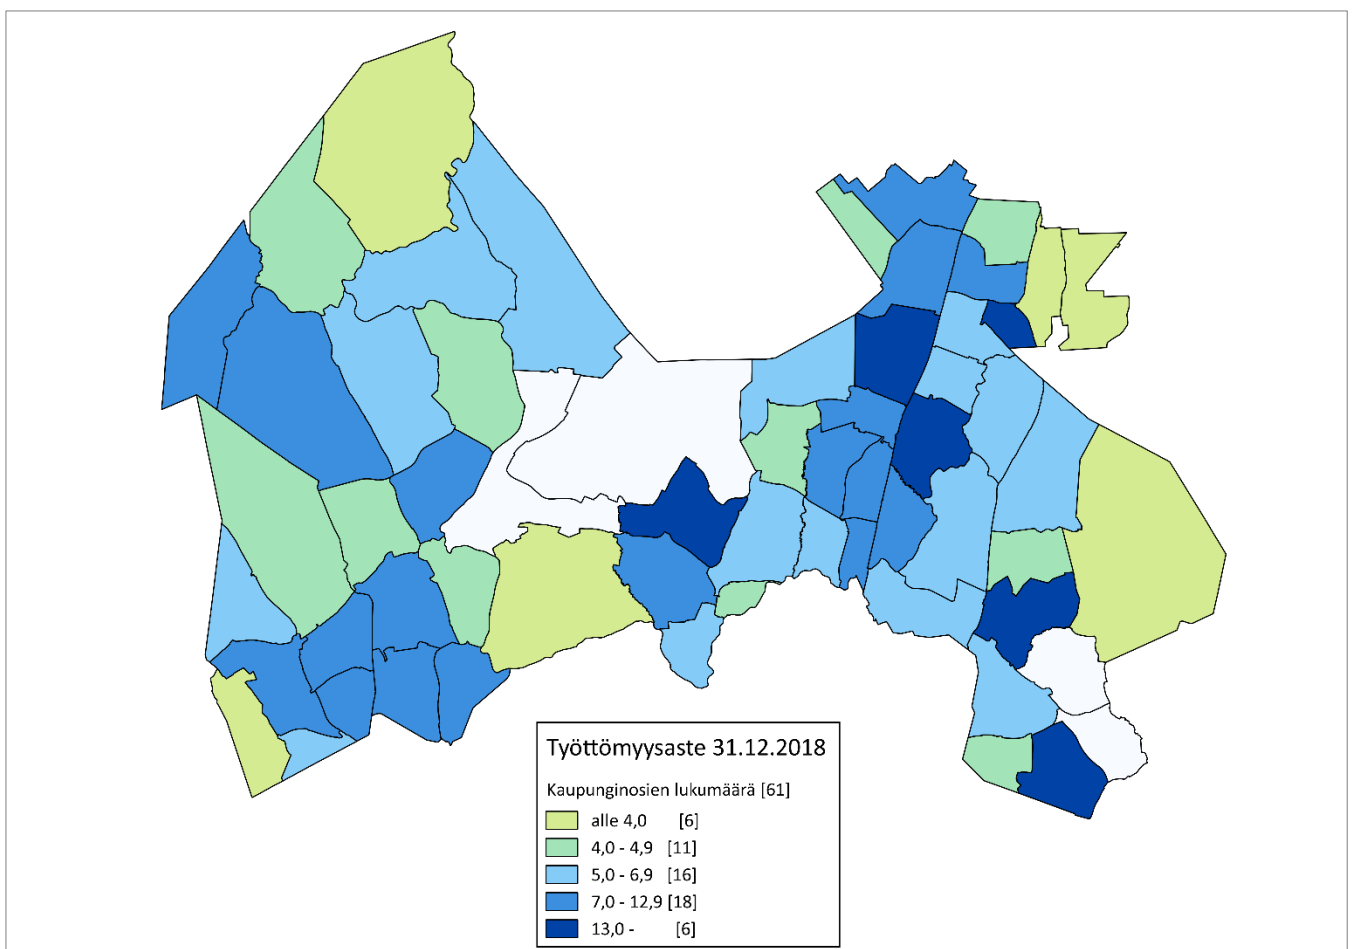 Työttömyysaste 31.12.2018
Kaupunginosien lukumäärä [61]
alle 4,0 [6]
4,0 - 4,9 [11]
5,0 - 6,9 [16]
7,0 - 12,9 [18]
13,0 - [6]